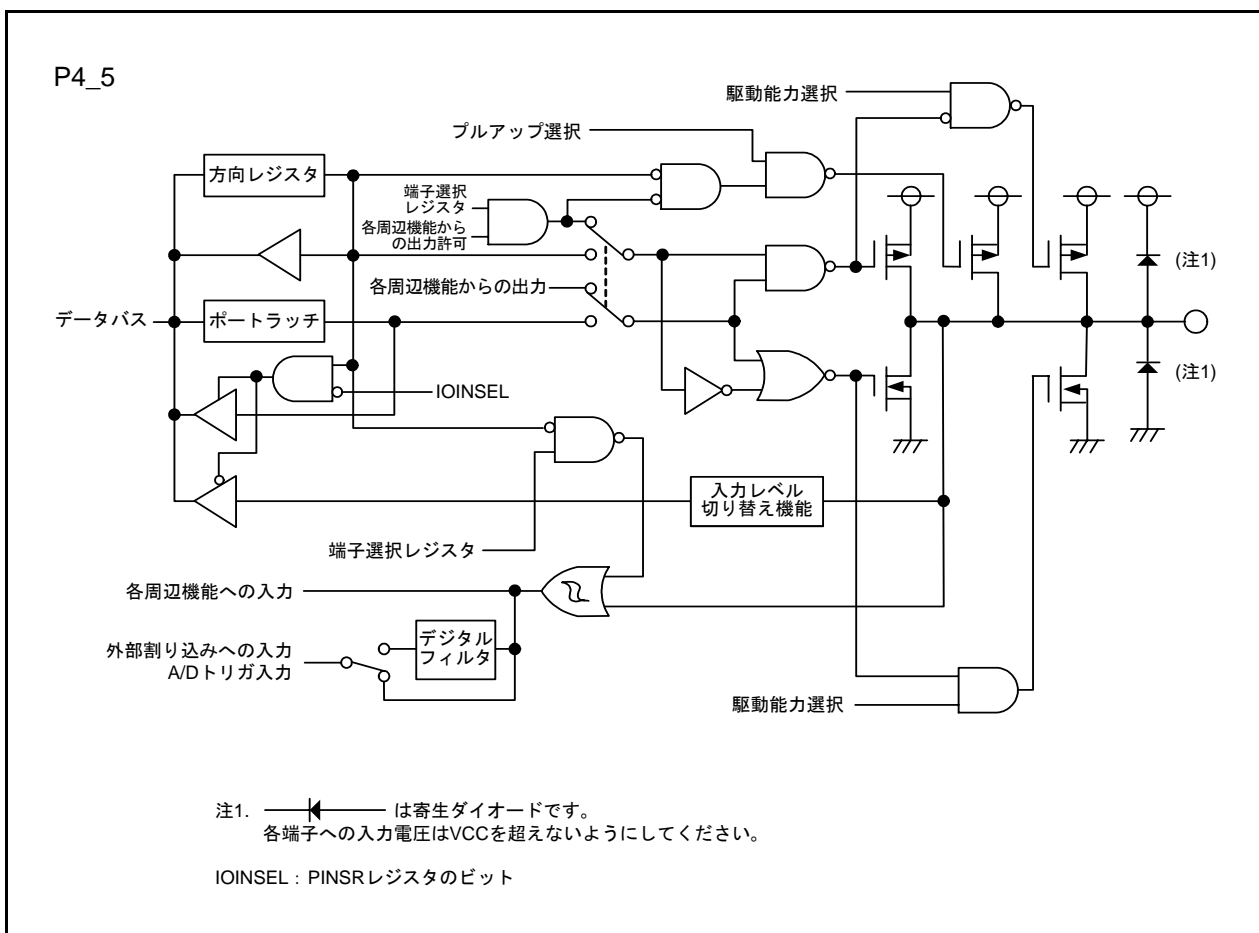 P4_5
駆動能力選択
プルアップ選択
方向レジスタ
端子選択
レジスタ
各周辺機能から
の出力許可
(注1)
各周辺機能からの出力
データバス
ポートラッチ
(注1)
IOINSEL
入力レベル
切り替え機能
端子選択レジスタ
各周辺機能への入力
デジタル
フィルタ
外部割り込みへの入力
A/Dトリガ入力
駆動能力選択
注1. は寄生ダイオードです。
各端子への入力電圧はVCCを超えないようにしてください。
IOINSEL：PINSRレジスタのビット